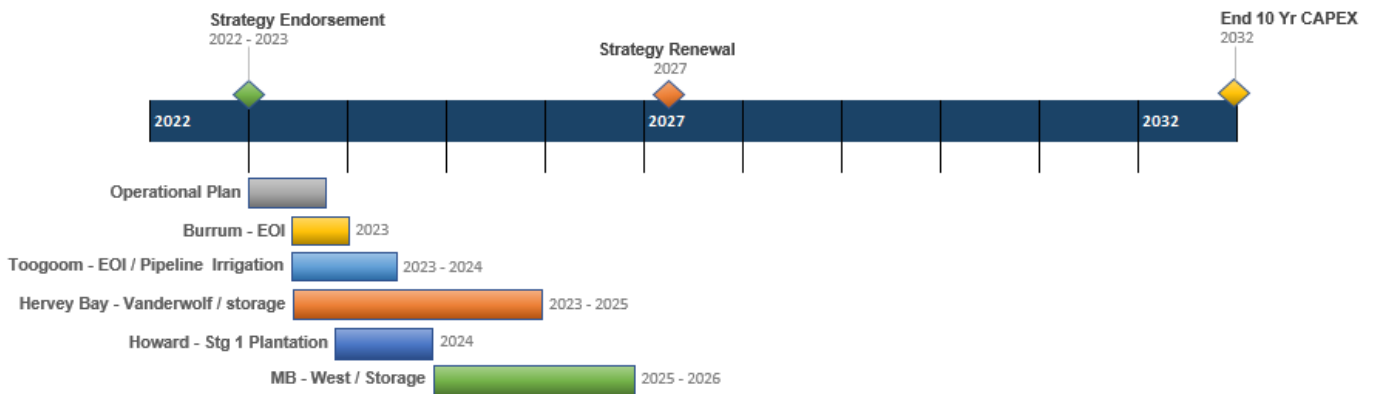 Strategy Endorsement
2022 - 2023
End 10 Yr CAPEX
2032
Strategy Renewal
2027
2022
2027
2032
Operational Plan
Burrum - EOI
2023
Toogoom - EOI / Pipeline Irrigation
2023 - 2024
Hervey Bay - Vanderwolf / storage
2023 - 2025
Howard - Stg 1 Plantation
2024
MB - West / Storage
2025 - 2026